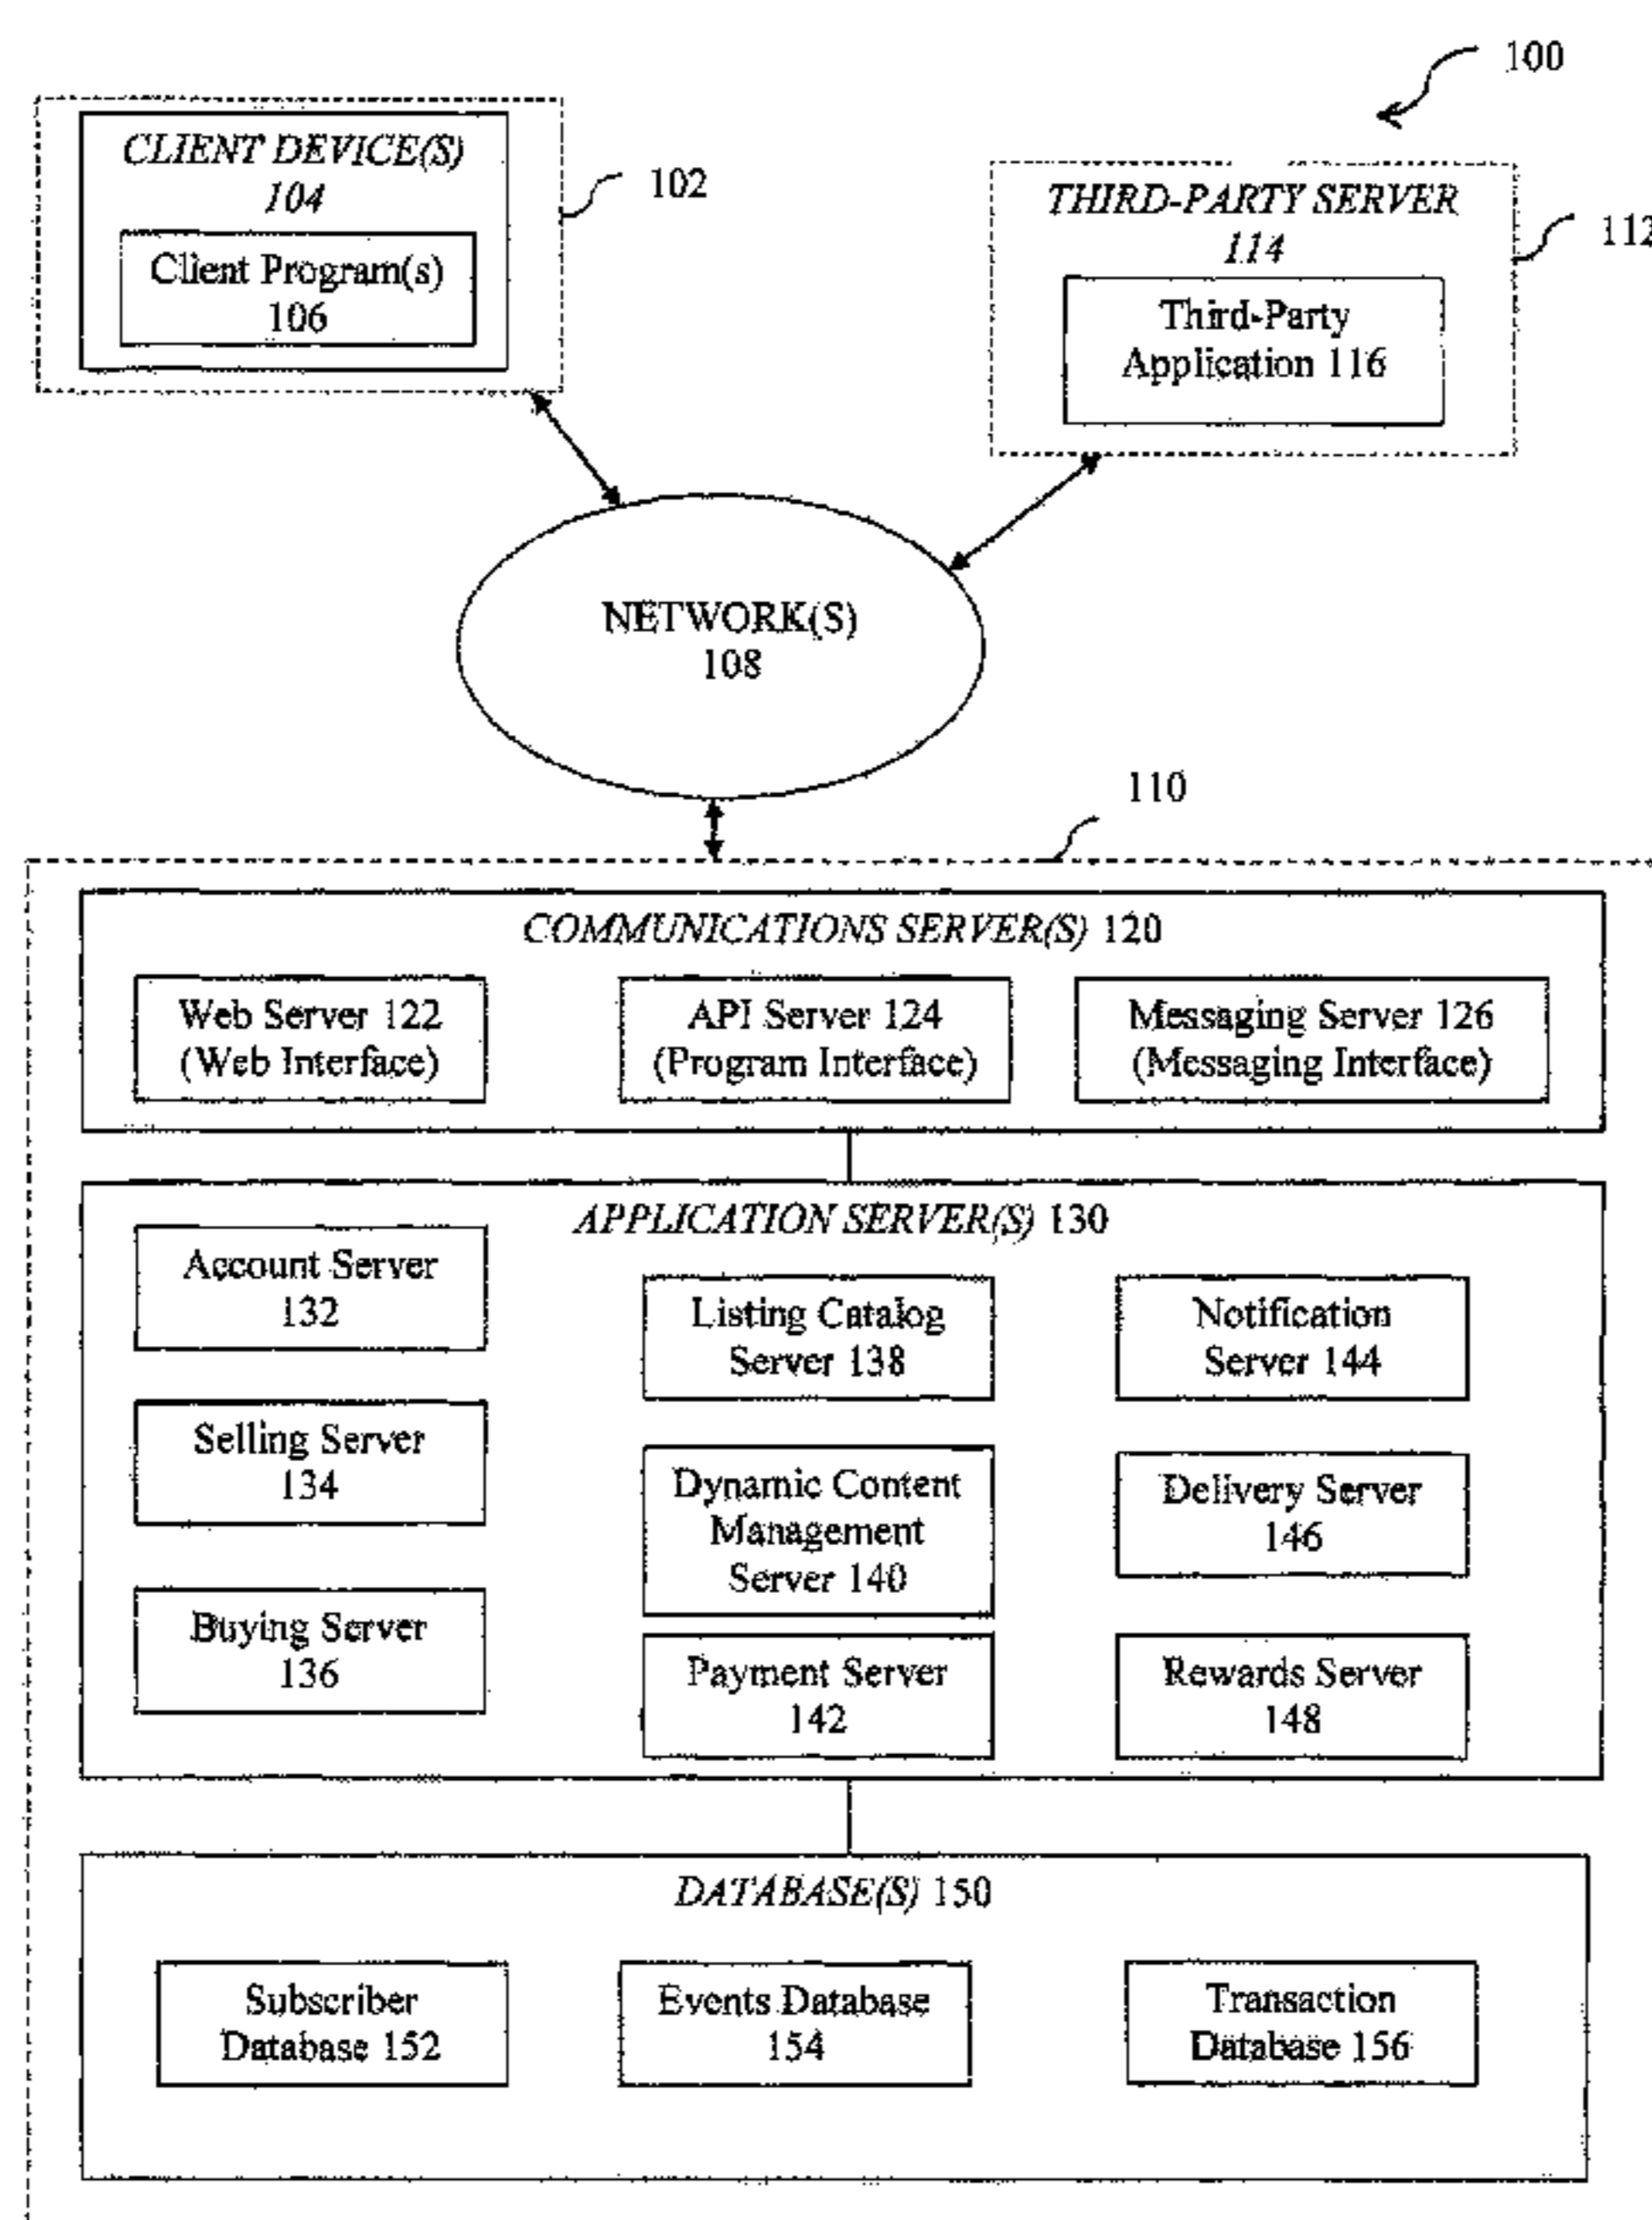 100
CLIENT DEVICE(S)
104
Client Program(s)
106
102
THIRD-PARTY SERVER
114
Third-Party
Application 116
112
NETWORK(S)
108
110
COMMUNICATIONS SERVER(S) 120
Web Server 122
(Web Interface)
API Server 124
(Program Interface)
Messaging Server 126
(Messaging Interface)
APPLICATION SERVER(S) 130
Account Server
132
Selling Server
134
Buying Server
136
Listing Catalog
Server 138
Dynamic Content
Management
Server 140
Payment Server
142
Notification
Server 144
Delivery Server
146
Rewards Server
148
DATABASE(S) 150
Subscriber
Database 152
Events Database
154
Transaction
Database 156